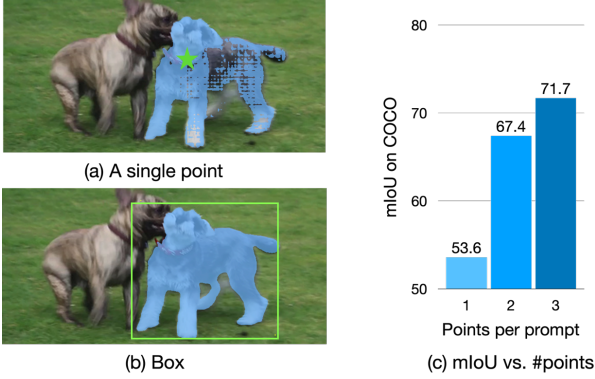 (a) A single point
(b) Box
mIoU on COCO
80
70
60
50
53.6
67.4
71.7
1 2 3
Points per prompt
(c) mIoU vs. #points